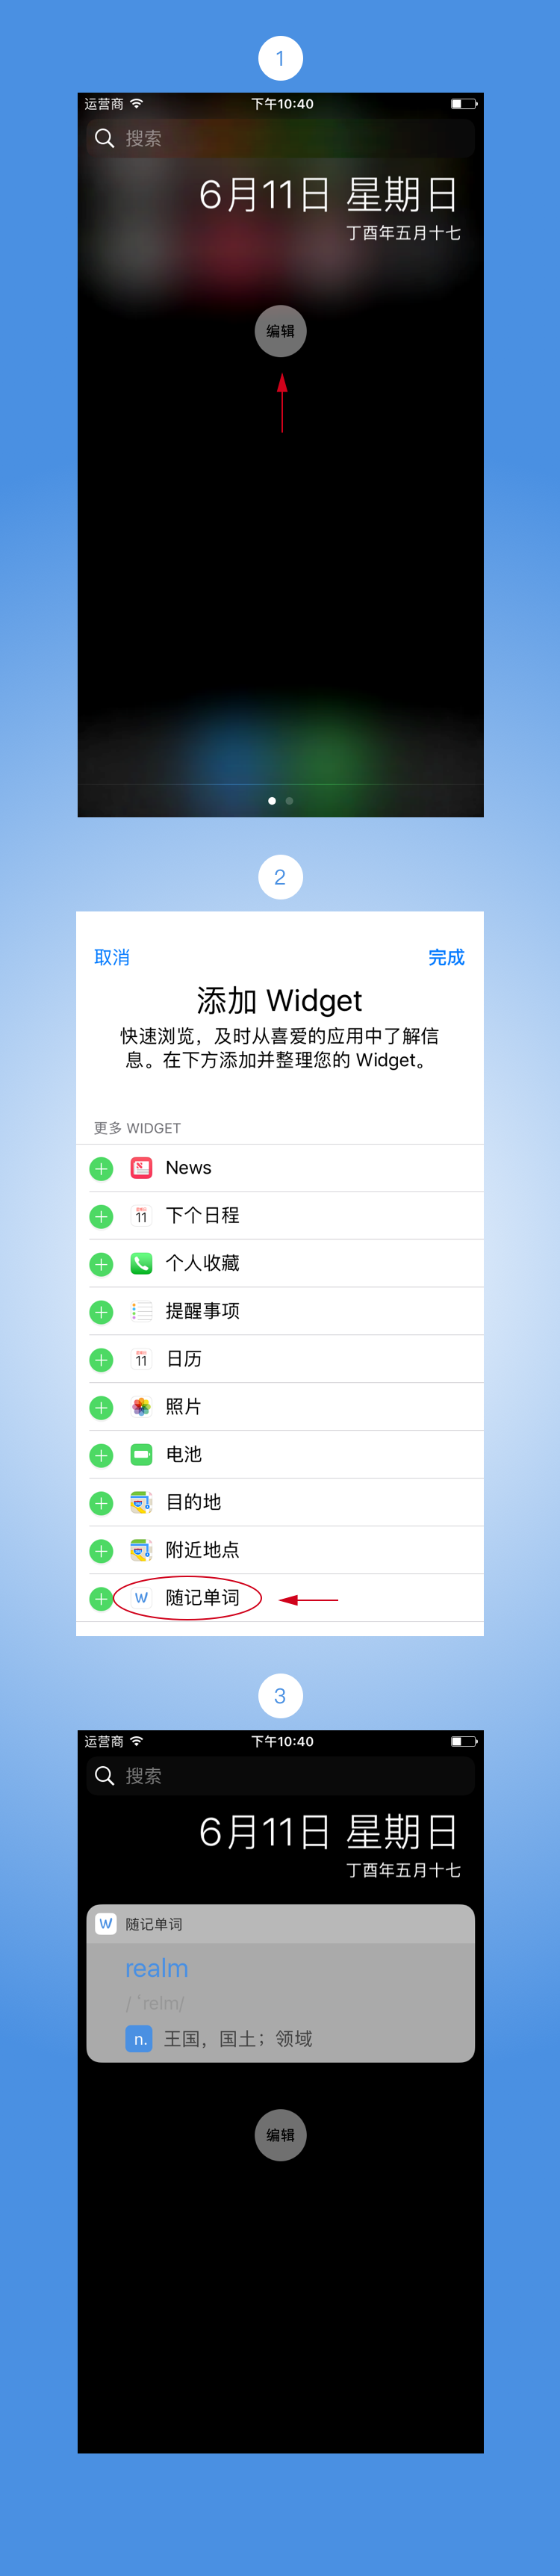 1
运营商 下午10:40
搜索
6月11日 星期日
丁酉年五月十七
编辑
2
取消 完成
添加 Widget
快速浏览，及时从喜爱的应用中了解信
息。在下方添加并整理您的 Widget。
更多 WIDGET
News
11 下个日程
个人收藏
提醒事项
11 日历
照片
电池
目的地
附近地点
W 随记单词
3
运营商 下午10:40
搜索
6月11日 星期日
丁酉年五月十七
W 随记单词
realm
/ ˈrelm/
n. 王国，国土；领域
编辑